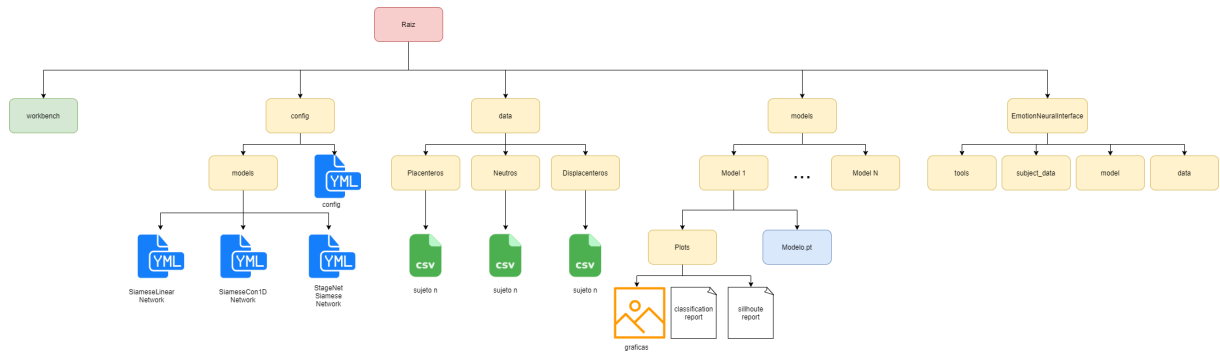 Raiz
workbench
config
data
models
EmotionNeuralInterface
models
YML
config
Placenteros
Neutros
Displacenteros
Model 1
...
Model N
tools
subject_data
model
data
YML
SiameseLinear
Network
YML
SiameseCon1D
Network
YML
StageNet
Siamese
Network
CSV
sujeto n
CSV
sujeto n
CSV
sujeto n
Plots
Modelo.pt
graficas
classification
report
sillhoute
report